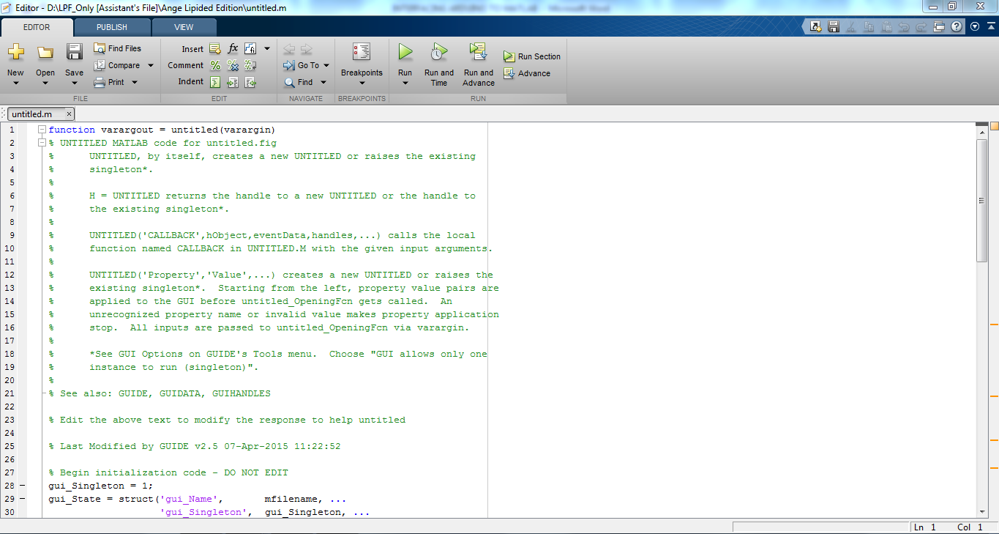 Editor - D:\LPF_Only [Assistant's File]\Ange Lipided Edition\untitled.m
INTERFACING ARDUINO TO MATLAB - Microsoft Word
EDITOR PUBLISH VIEW
New Open Save Find Files Compare Print
Insert fx Comment Indent
Go To Find
Breakpoints
Run Run and Time Run and Advance Run Section Advance
FILE EDIT NAVIGATE BREAKPOINTS RUN
untitled.m
1 function varargout = untitled(varargin)
2 % UNTITLED MATLAB code for untitled.fig
3 % UNTITLED, by itself, creates a new UNTITLED or raises the existing
4 % singleton*.
5 %
6 % H = UNTITLED returns the handle to a new UNTITLED or the handle to
7 % the existing singleton*.
8 %
9 % UNTITLED('CALLBACK',hObject,eventData,handles,...) calls the local
10 % function named CALLBACK in UNTITLED.M with the given input arguments.
11 %
12 % UNTITLED('Property','Value',...) creates a new UNTITLED or raises the
13 % existing singleton*.  Starting from the left, property value pairs are
14 % applied to the GUI before untitled_OpeningFcn gets called.  An
15 % unrecognized property name or invalid value makes property application
16 % stop.  All inputs are passed to untitled_OpeningFcn via varargin.
17 %
18 % *See GUI Options on GUIDE's Tools menu.  Choose "GUI allows only one
19 % instance to run (singleton)".
20 %
21 % See also: GUIDE, GUIDATA, GUIHANDLES
22
23 % Edit the above text to modify the response to help untitled
24
25 % Last Modified by GUIDE v2.5 07-Apr-2015 11:22:52
26
27 % Begin initialization code - DO NOT EDIT
28 - gui_Singleton = 1;
29 - gui_State = struct('gui_Name', mfilename, ...
30 'gui_Singleton', gui_Singleton, ...
Ln 1 Col 1